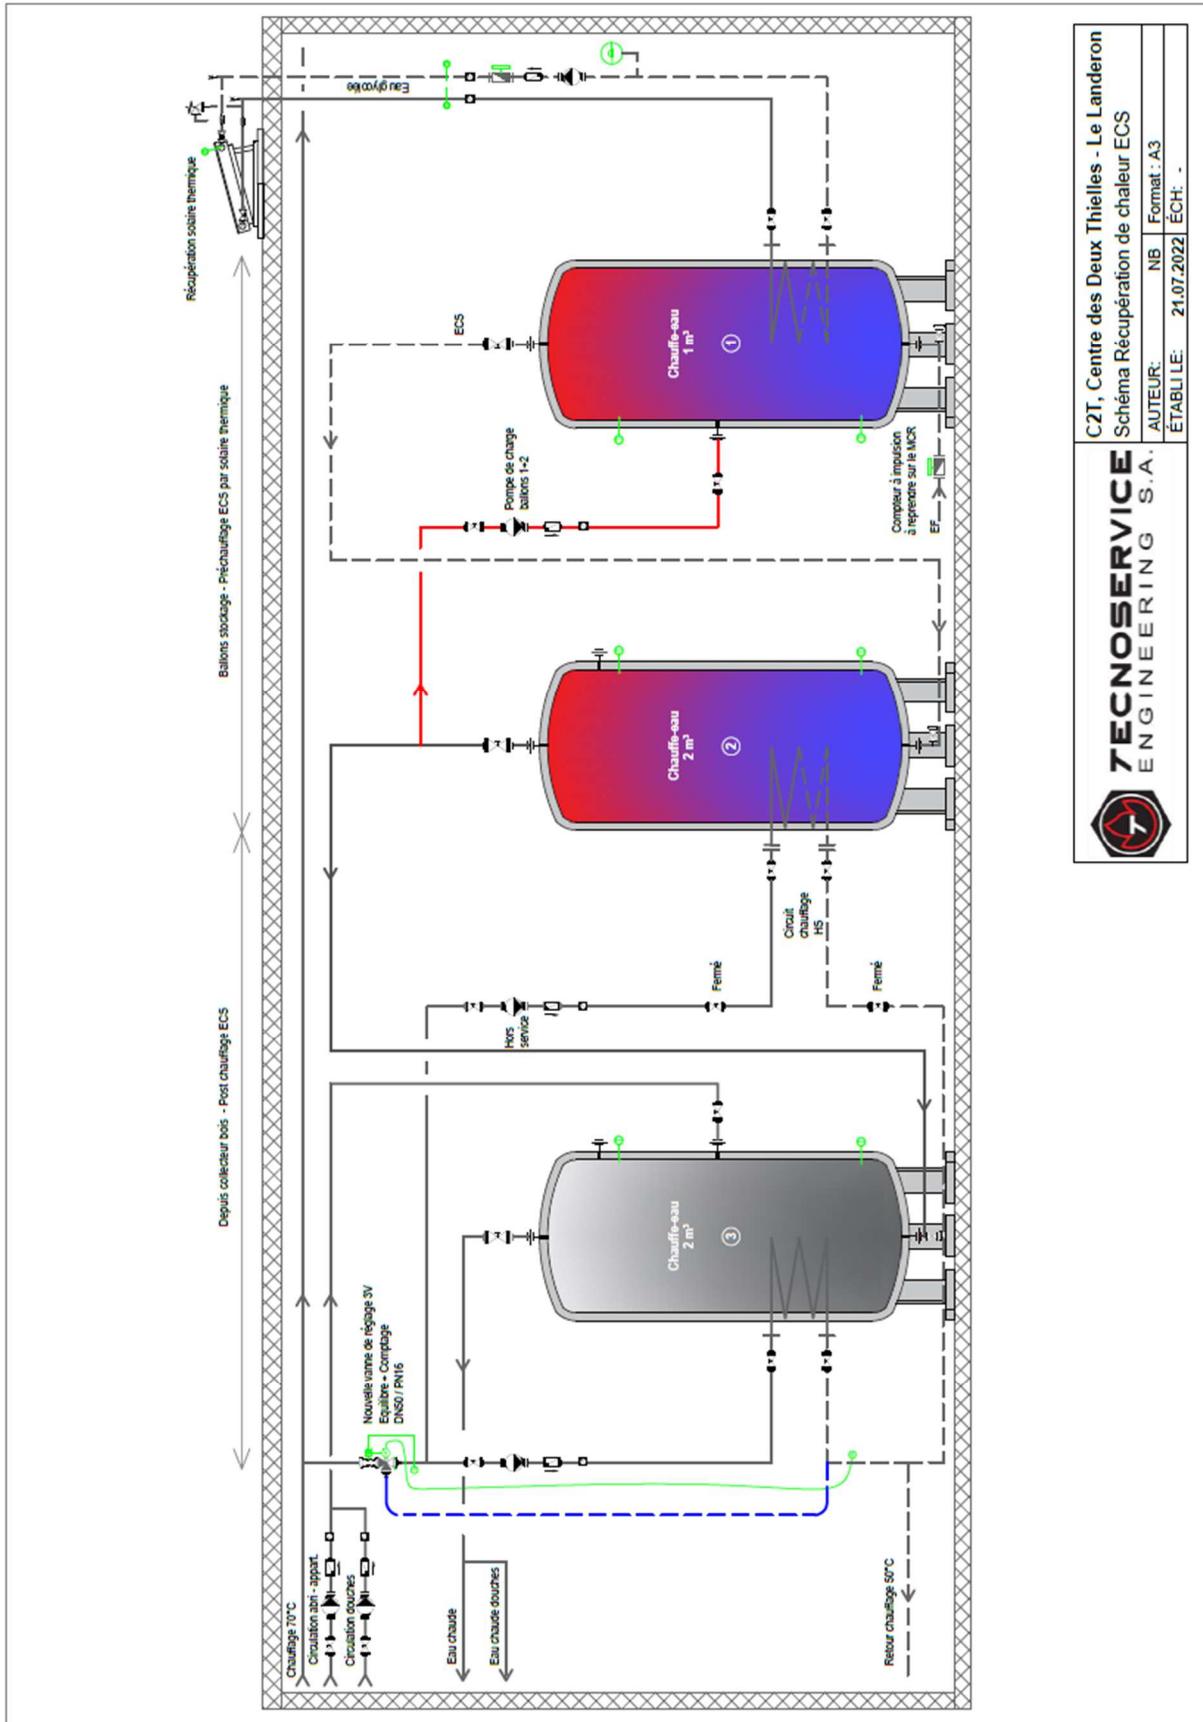 Récupération solaire thermique
Eau glycolée
Ballons stockage - Préchauffage ECS par solaire thermique
Depuis collecteur bois - Post chauffage ECS
ECS
Chauffe-eau
1 m³
1
Pompe de charge
ballons 1+2
Compteur à impulsion
à reprendre sur le MCR
EF
Chauffe-eau
2 m³
2
Circuit
chauffage
HS
Fermé
Fermé
Hors
service
Chauffe-eau
2 m³
3
Nouvelle vanne de réglage 3V
Equilibre + Comptage
DN50 / PN16
Chauffage 70°C
Circulation abri - appart.
Circulation douches
Eau chaude
Eau chaude douches
Retour chauffage 50°C
7
TECNOSERVICE
ENGINEERING S.A.
C2T, Centre des Deux Thielles - Le Landeron
Schéma Récupération de chaleur ECS
AUTEUR: NB Format : A3
ÉTABLI LE: 21.07.2022 ÉCH: -